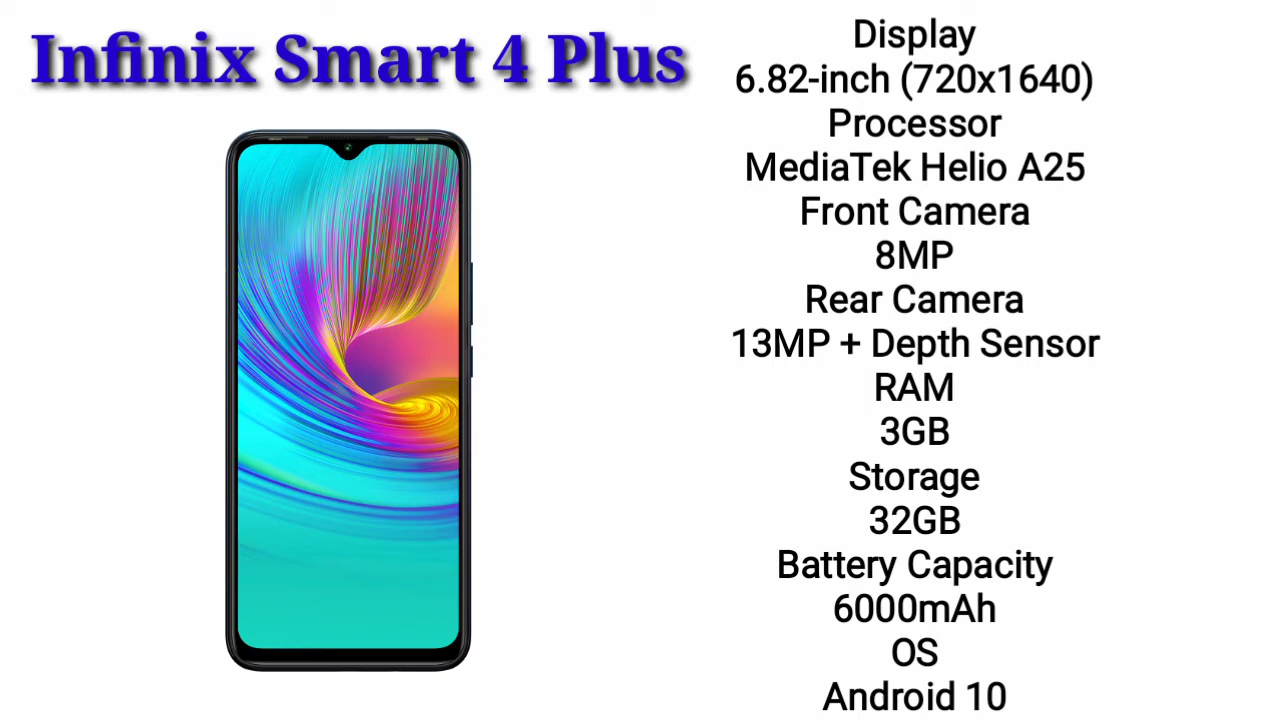 Infinix Smart 4 Plus
Display
6.82-inch (720x1640)
Processor
MediaTek Helio A25
Front Camera
8MP
Rear Camera
13MP + Depth Sensor
RAM
3GB
Storage
32GB
Battery Capacity
6000mAh
OS
Android 10